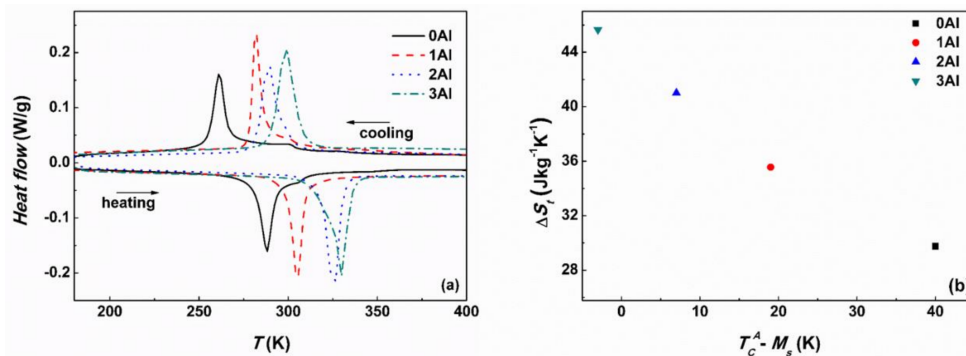 0Al
1Al
2Al
3Al
cooling
heating
(a)
Heat flow (W/g)
0.2
0.1
0.0
-0.1
-0.2
200
250
300
350
400
T (K)
0Al
1Al
2Al
3Al
(b)
ΔSt (Jkg-1K-1)
44
40
36
32
28
0
10
20
30
40
TCA- Ms (K)